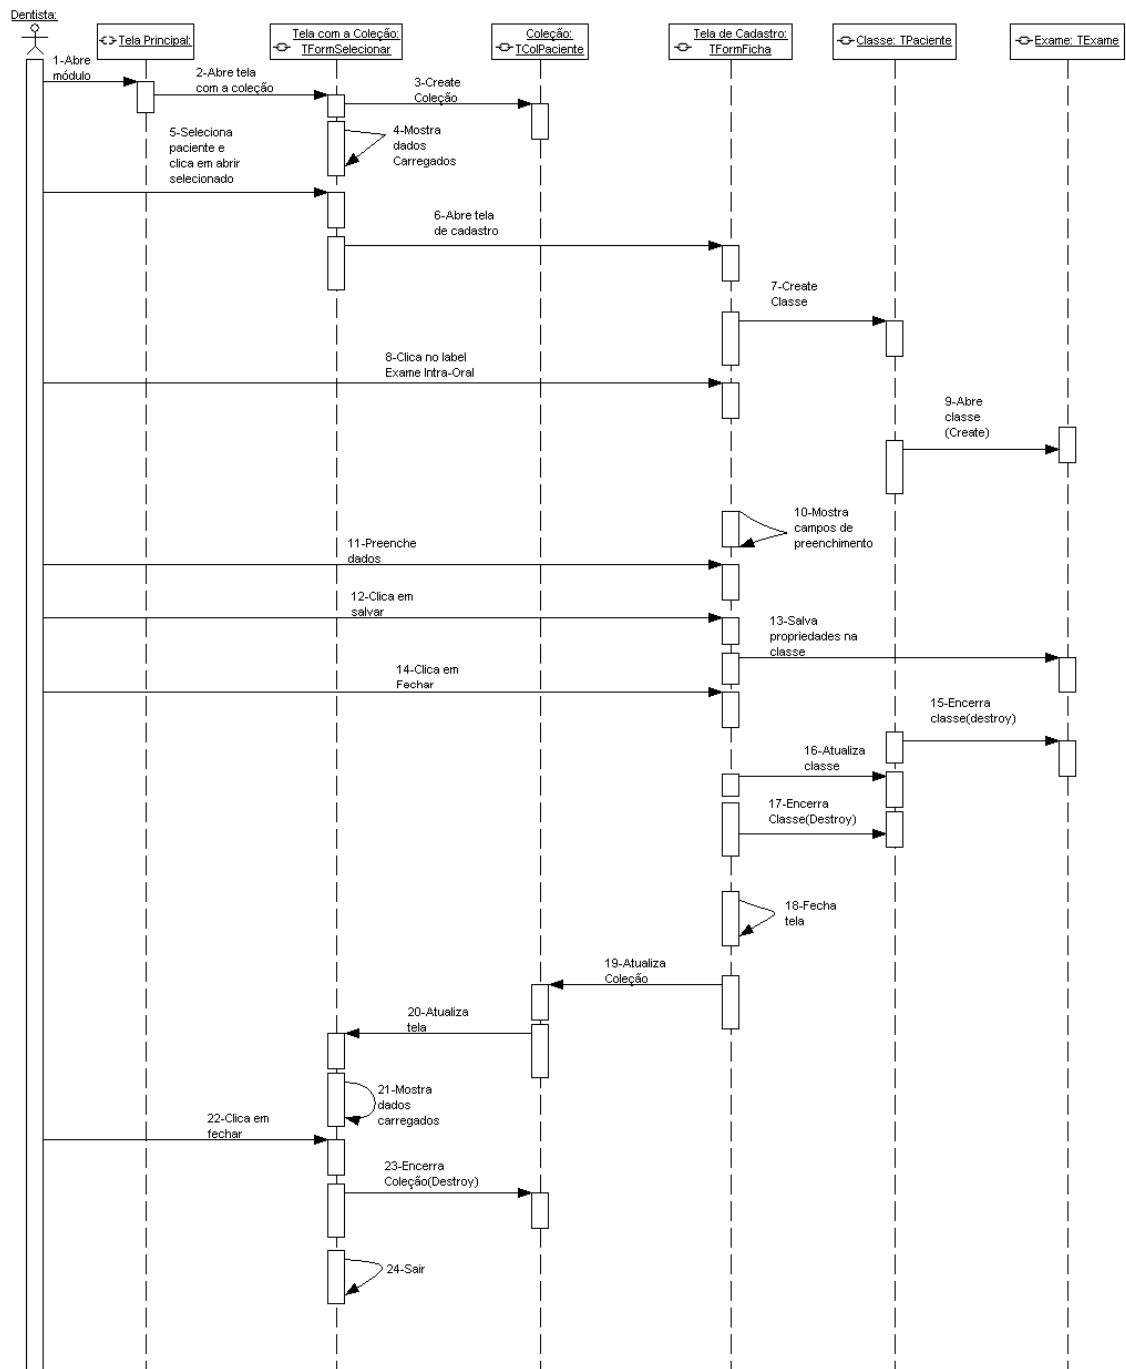 Dentista:
Tela Principal:
Tela com a Coleção:
TFormSelecionar
Coleção:
TColPaciente
Tela de Cadastro:
TFormFicha
Classe: TPaciente
Exame: TExame
1-Abre
módulo
2-Abre tela
com a coleção
3-Create
Coleção
4-Mostra
dados
Carregados
5-Seleciona
paciente e
clica em abrir
selecionado
6-Abre tela
de cadastro
7-Create
Classe
8-Clica no label
Exame Intra-Oral
9-Abre
classe
(Create)
10-Mostra
campos de
preenchimento
11-Preenche
dados
12-Clica em
salvar
13-Salva
propriedades na
classe
14-Clica em
Fechar
15-Encerra
classe(destroy)
16-Atualiza
classe
17-Encerra
Classe(Destroy)
18-Fecha
tela
19-Atualiza
Coleção
20-Atualiza
tela
21-Mostra
dados
carregados
22-Clica em
fechar
23-Encerra
Coleção(Destroy)
24-Sair